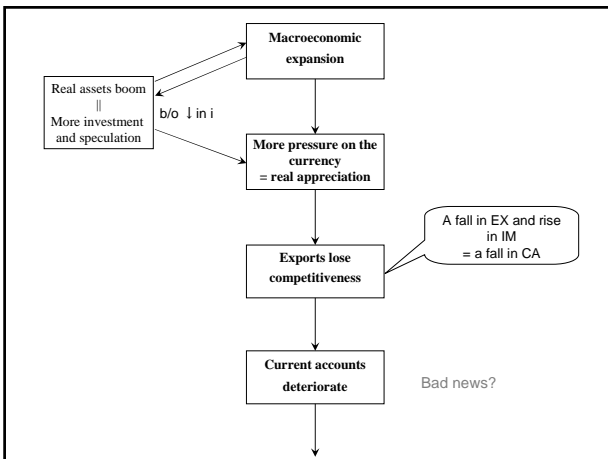 Macroeconomic
expansion
Real assets boom
||
More investment
and speculation
b/o ↓ in i
More pressure on the
currency
= real appreciation
A fall in EX and rise
in IM
= a fall in CA
Exports lose
competitiveness
Current accounts
deteriorate
Bad news?